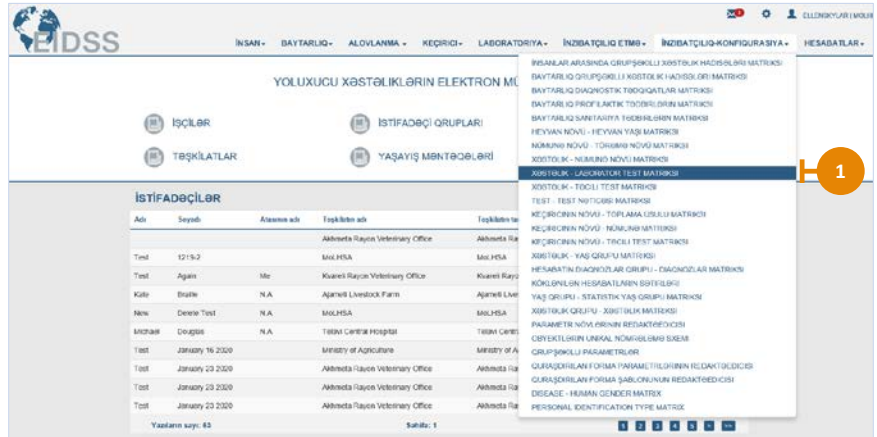 EIDSS
ELLENSKYLAR (MOLHSA
İNSAN
BAYTARLIQ
ALOVLANMA
KEÇİRİCİ
LABORATORİYA
İNZİBATÇILIQ ETMƏ
İNZİBATÇILIQ-KONFİQURASİYA
HESABATLAR
YOLUXUCU XƏSTƏLIKLƏRIN ELEKTRON MÜ
İŞÇİLƏR
İSTİFADƏÇİ QRUPLARI
TƏŞKİLATLAR
YAŞAYIŞ MƏNTƏQƏLƏRİ
İNSANLAR ARASINDA QRUPŞƏKİLLİ XƏSTƏLİK HADİSƏLƏRİ MATRİKSİ
BAYTARLIQ QRUPŞƏKİLLİ XƏSTƏLİK HADİSƏLƏRİ MATRİKSİ
BAYTARLIQ DİAQNOSTİK TƏDQİQATLAR MATRİKSİ
BAYTARLIQ PROFİLAKTİK TƏDBİRLƏRİN MATRİKSİ
BAYTARLIQ SANİTARİYA TƏDBİRLƏRİN MATRİKSİ
HEYVAN NÖVÜ - HEYVAN YAŞI MATRİKSİ
NÜMUNƏ NÖVÜ - TÖRƏMƏ NÖVÜ MATRİKSİ
XƏSTƏLİK - NÜMUNƏ NÖVÜ MATRİKSİ
XƏSTƏLİK - LABORATOR TEST MATRİKSİ
XƏSTƏLİK - TƏCİLİ TEST MATRİKSİ
TEST - TEST NƏTİCƏSİ MATRİKSİ
KEÇİRİCİNİN NÖVÜ - TOPLAMA ÜSULU MATRİKSİ
KEÇİRİCİNİN NÖVÜ - NÜMUNƏ MATRİKSİ
KEÇİRİCİNİN NÖVÜ - TƏCİLİ TEST MATRİKSİ
XƏSTƏLİK - YAŞ QRUPU MATRİKSİ
HESABATIN DİAQNOZLAR QRUPU - DİAQNOZLAR MATRİKSİ
KÖKLƏNİLƏN HESABATLARIN SƏTİRLƏRİ
YAŞ QRUPU - STATİSTİK YAŞ QRUPU MATRİKSİ
XƏSTƏLİK QRUPU - XƏSTƏLİK MATRİKSİ
PARAMETR NÖVLƏRİNİN REDAKTƏEDİCİSİ
OBYEKTLƏRİN UNİKAL NÖMRƏLƏMƏ SXEMİ
QRUPŞƏKİLLİ PARAMETRLƏR
QURAŞDIRILAN FORMA PARAMETRLƏRİNİN REDAKTƏEDİCİSİ
QURAŞDIRILAN FORMA ŞABLONUNUN REDAKTƏEDİCİSİ
DISEASE - HUMAN GENDER MATRIX
PERSONAL IDENTIFICATION TYPE MATRIX
1
İSTİFADƏÇİLƏR
Adı Soyadı Atasının adı Təşkilatın adı Təşkilatın ta
Akhmeta Rayon Veterinary Office Akhmeta Ra
Test 1219-2 MoLHSA MoLHSA
Test Again Me Kvareli Rayon Veterinary Office Kvareli Rayo
Kate Braille N.A Ajameti Livestock Farm Ajameti Live
New Delete Test N.A MoLHSA MoLHSA
Michael Douglas N.A Telavi Central Hospital Telavi Centr
Test January 16 2020 Ministry of Agriculture Ministry of A
Test January 23 2020 Akhmeta Rayon Veterinary Office Akhmeta Ra
Test January 23 2020 Akhmeta Rayon Veterinary Office Akhmeta Ra
Test January 23 2020 Akhmeta Rayon Veterinary Office Akhmeta Ra
Yazıların sayı: 63 Səhifə: 1 1 2 3 4 5 > >>